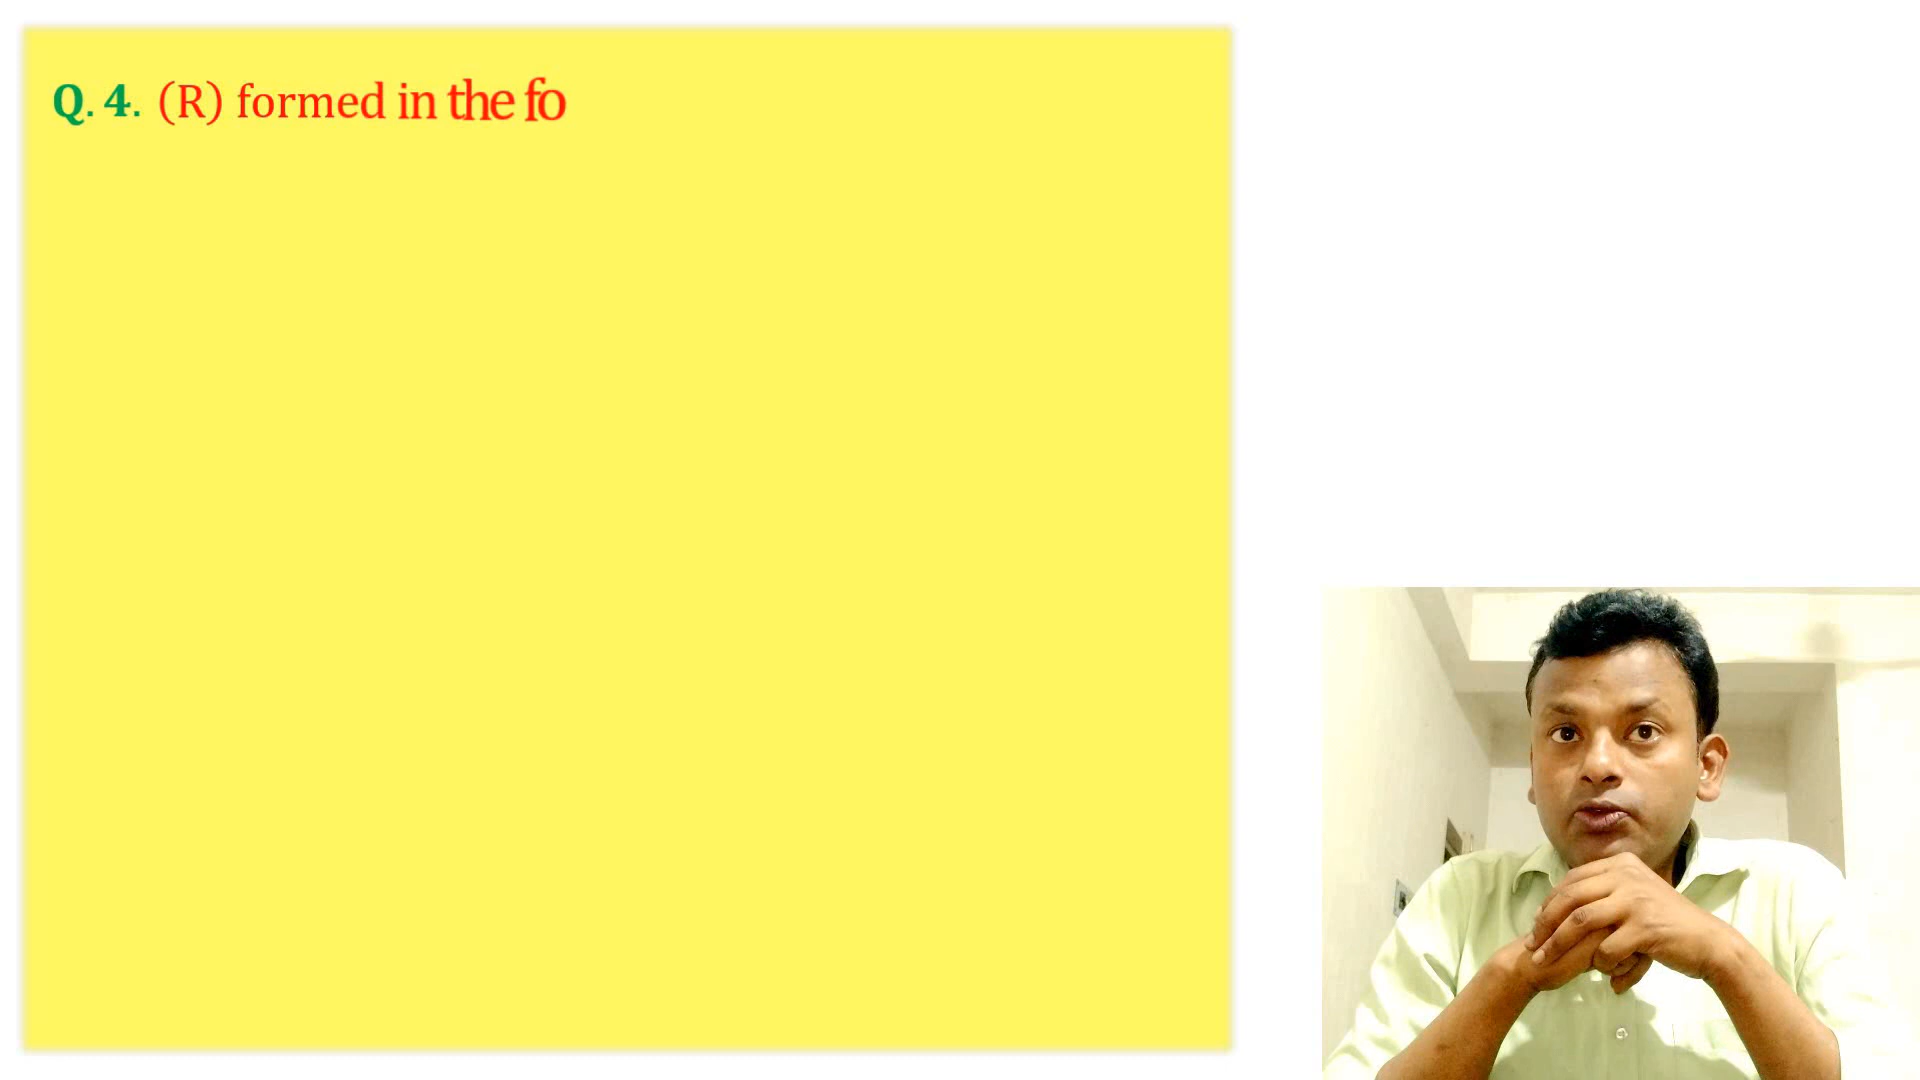 Q. 4. (R) formed in the fo